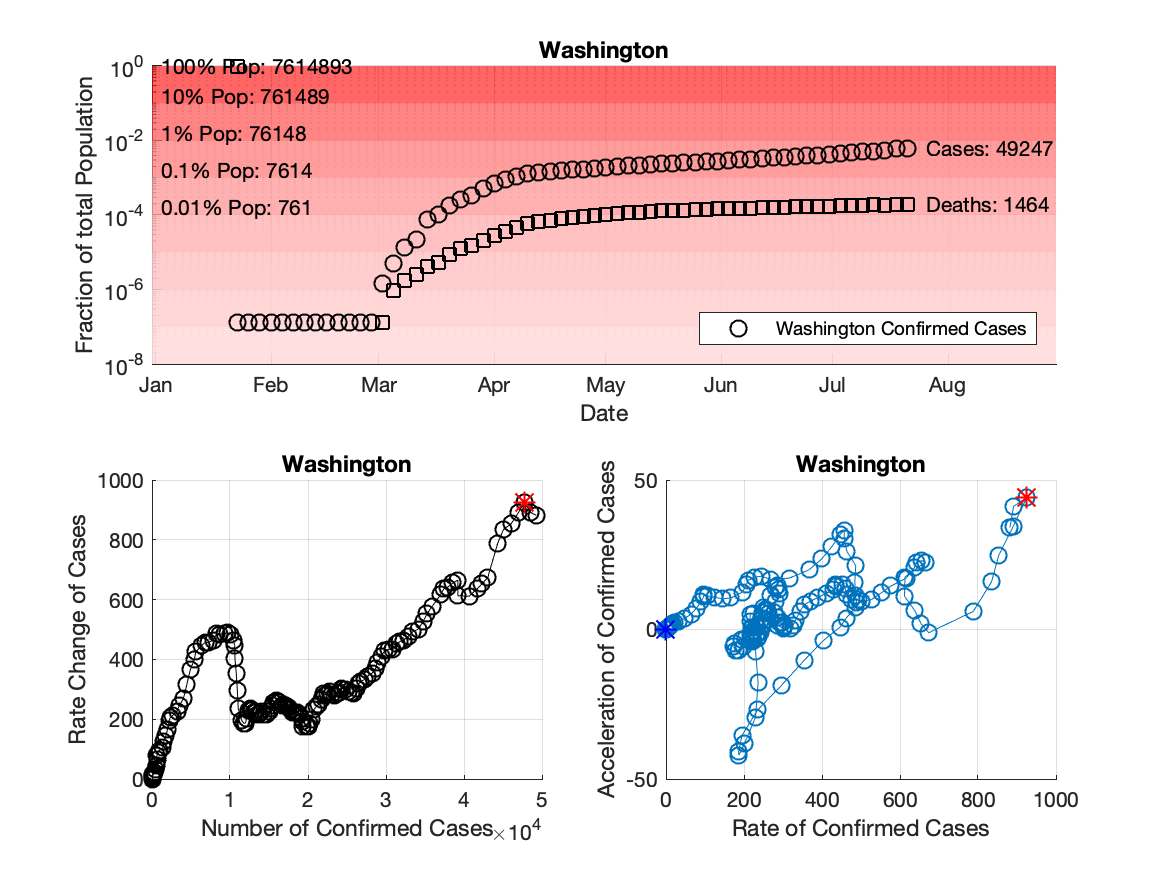 Washington
Fraction of total Population
10^0
10^-2
10^-4
10^-6
10^-8
100% Pop: 7614893
10% Pop: 761489
1% Pop: 76148
0.1% Pop: 7614
0.01% Pop: 761
Cases: 49247
Deaths: 1464
Washington Confirmed Cases
Jan Feb Mar Apr May Jun Jul Aug
Date
Washington
Rate Change of Cases
1000
800
600
400
200
0
0 1 2 3 4 5
Number of Confirmed Cases ×10^4
Washington
Acceleration of Confirmed Cases
50
0
-50
0 200 400 600 800 1000
Rate of Confirmed Cases